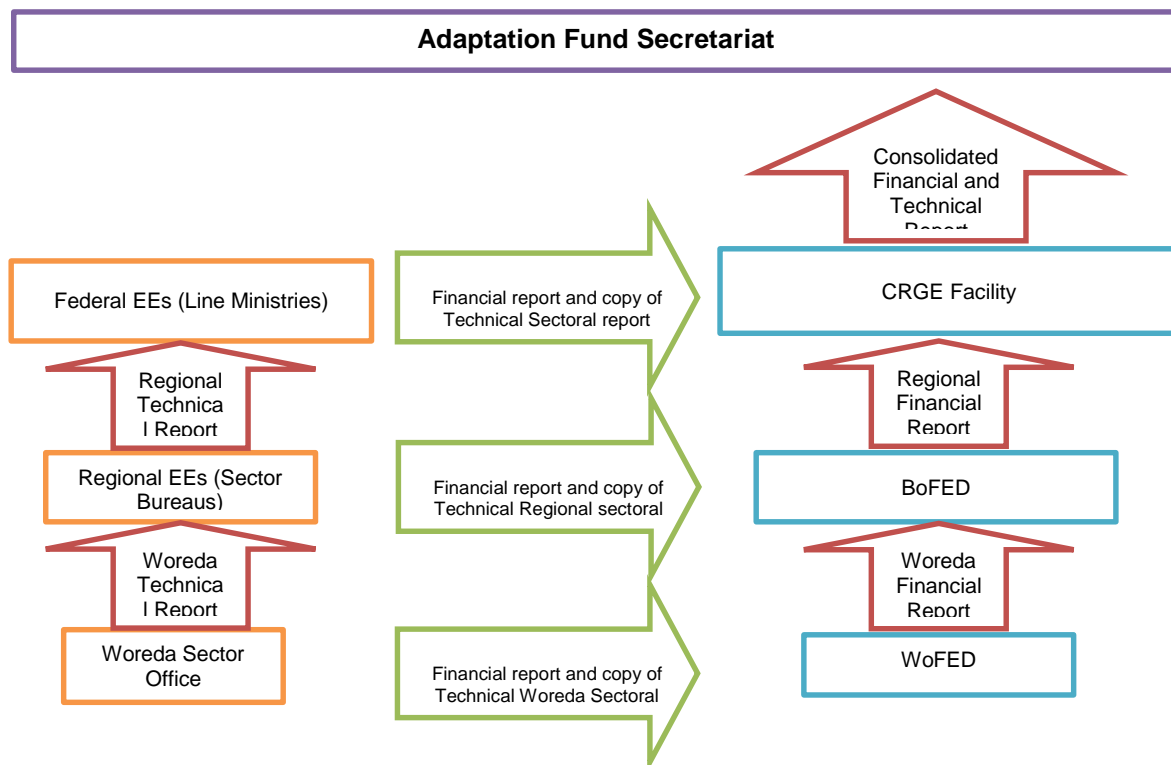 Adaptation Fund Secretariat
Consolidated
Financial and
Technical
Report
Federal EEs (Line Ministries)
Financial report and copy of
Technical Sectoral report
CRGE Facility
Regional
Technica
l Report
Regional
Financial
Report
Regional EEs (Sector
Bureaus)
Financial report and copy of
Technical Regional sectoral
BoFED
Woreda
Technica
l Report
Woreda
Financial
Report
Woreda Sector
Office
Financial report and copy of
Technical Woreda Sectoral
WoFED